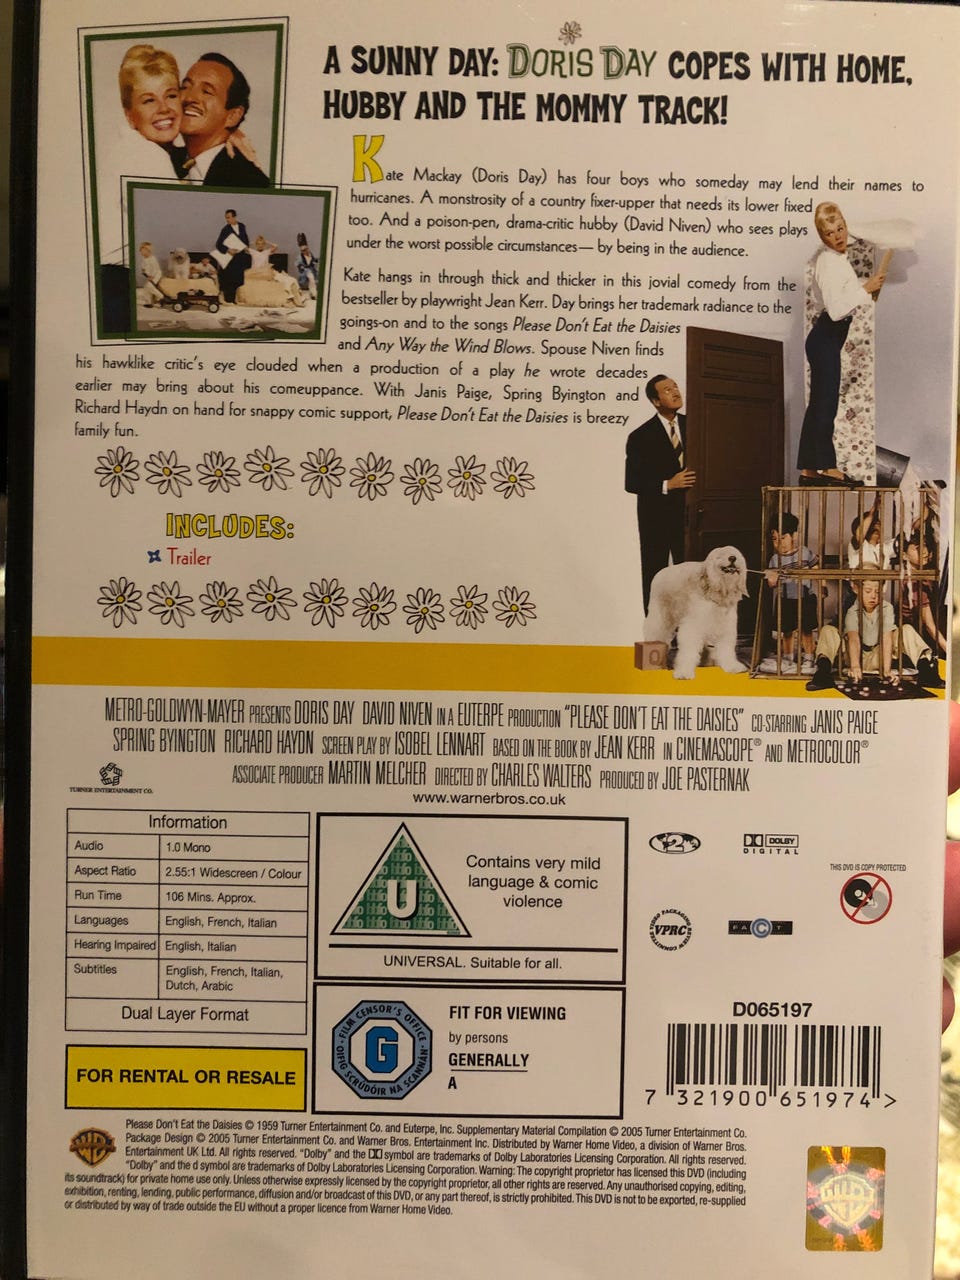 A SUNNY DAY: DORIS DAY COPES WITH HOME,
HUBBY AND THE MOMMY TRACK!
Kate Mackay (Doris Day) has four boys who someday may lend their names to
hurricanes. A monstrosity of a country fixer-upper that needs its lower fixed
too. And a poison-pen, drama-critic hubby (David Niven) who sees plays
under the worst possible circumstances— by being in the audience.
Kate hangs in through thick and thicker in this jovial comedy from the
bestseller by playwright Jean Kerr. Day brings her trademark radiance to the
goings-on and to the songs Please Don't Eat the Daisies
and Any Way the Wind Blows. Spouse Niven finds
his hawklike critic's eye clouded when a production of a play he wrote decades
earlier may bring about his comeuppance. With Janis Paige, Spring Byington and
Richard Haydn on hand for snappy comic support, Please Don't Eat the Daisies is breezy
family fun.
INCLUDES:
Trailer
Q
METRO-GOLDWYN-MAYER PRESENTS DORIS DAY DAVID NIVEN IN A EUTERPE PRODUCTION "PLEASE DON'T EAT THE DAISIES" CO-STARRING JANIS PAIGE
SPRING BYINGTON RICHARD HAYDN SCREEN PLAY BY ISOBEL LENNART BASED ON THE BOOK BY JEAN KERR IN CINEMASCOPE® AND METROCOLOR®
ASSOCIATE PRODUCER MARTIN MELCHER DIRECTED BY CHARLES WALTERS PRODUCED BY JOE PASTERNAK
TURNER ENTERTAINMENT CO.
www.warnerbros.co.uk
Information
Audio 1.0 Mono
Aspect Ratio 2.55:1 Widescreen / Colour
Run Time 106 Mins. Approx.
Languages English, French, Italian
Hearing Impaired English, Italian
Subtitles English, French, Italian,
Dutch, Arabic
Dual Layer Format
FOR RENTAL OR RESALE
U
Contains very mild
language & comic
violence
UNIVERSAL. Suitable for all.
FILM CENSOR'S OFFICE
G
OIFIG SCRÚDÓIR NA SCANNÁN
FIT FOR VIEWING
by persons
GENERALLY
A
2
DOLBY
DIGITAL
THIS DVD IS COPY PROTECTED
VIDEO PACKAGING REVIEW COMMITTEE
VPRC
FACT
D065197
7 321900 651974 >
Please Don't Eat the Daisies © 1959 Turner Entertainment Co. and Euterpe, Inc. Supplementary Material Compilation © 2005 Turner Entertainment Co.
Package Design © 2005 Turner Entertainment Co. and Warner Bros. Entertainment Inc. Distributed by Warner Home Video, a division of Warner Bros.
Entertainment UK Ltd. All rights reserved. "Dolby" and the DD symbol are trademarks of Dolby Laboratories Licensing Corporation. All rights reserved.
"Dolby" and the d symbol are trademarks of Dolby Laboratories Licensing Corporation. Warning: The copyright proprietor has licensed this DVD (including
its soundtrack) for private home use only. Unless otherwise expressly licensed by the copyright proprietor, all other rights are reserved. Any unauthorised copying, editing,
exhibition, renting, lending, public performance, diffusion and/or broadcast of this DVD, or any part thereof, is strictly prohibited. This DVD is not to be exported, re-supplied
or distributed by way of trade outside the EU without a proper licence from Warner Home Video.
WB